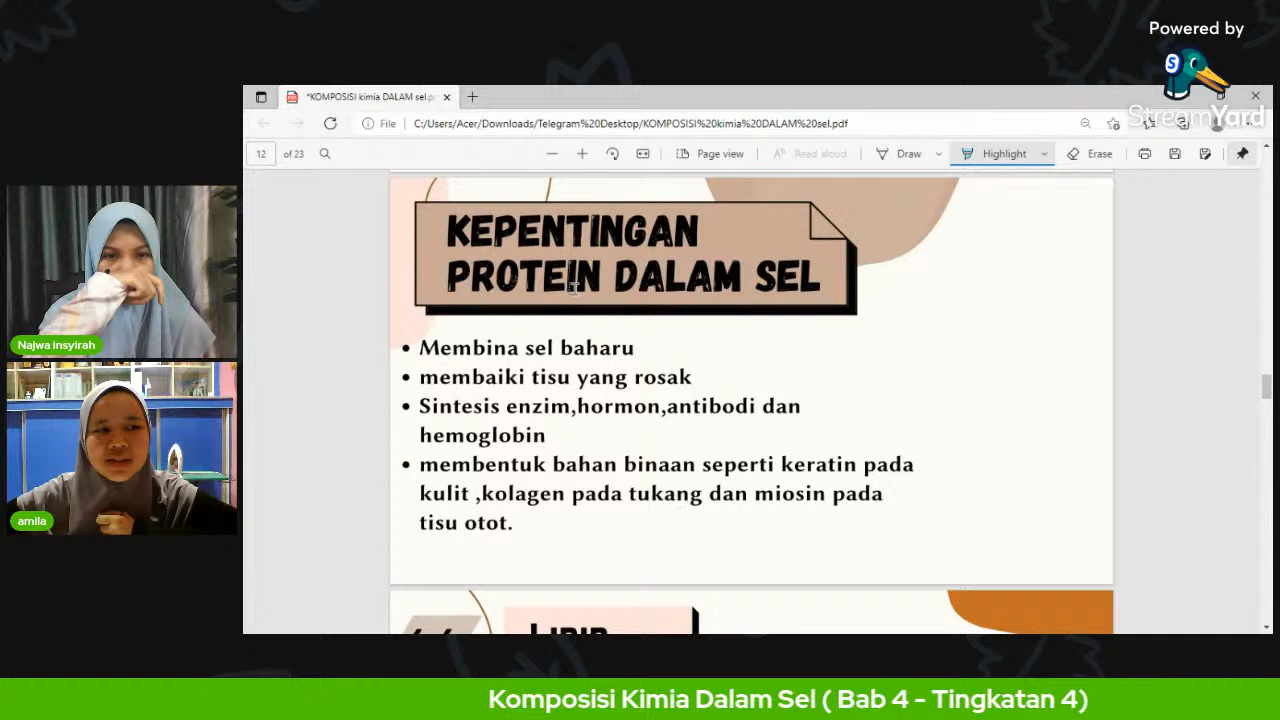 Powered by
S
StreamYard
*KOMPOSISI kimia DALAM sel.p
File
C:/Users/Acer/Downloads/Telegram%20Desktop/KOMPOSISI%20kimia%20DALAM%20sel.pdf
12 of 23
Page view
Read aloud
Draw
Highlight
Erase
KEPENTINGAN
PROTEIN DALAM SEL
• Membina sel baharu
• membaiki tisu yang rosak
• Sintesis enzim,hormon,antibodi dan
hemoglobin
• membentuk bahan binaan seperti keratin pada
kulit ,kolagen pada tukang dan miosin pada
tisu otot.
Najwa Insyirah
amila
Komposisi Kimia Dalam Sel ( Bab 4 - Tingkatan 4)